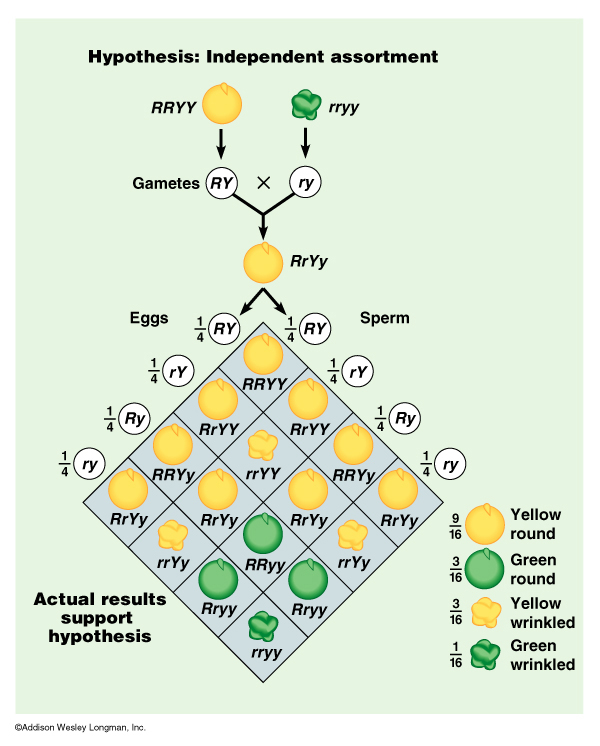 Hypothesis: Independent assortment
RRYY
rryy
Gametes RY × ry
RrYy
Eggs
Sperm
1/4 RY
1/4 RY
1/4 rY
1/4 rY
1/4 Ry
1/4 Ry
1/4 ry
1/4 ry
RRYY
RrYY
RrYY
RRYy
rrYY
RRYy
RrYy
RrYy
RrYy
RrYy
rrYy
RRyy
rrYy
Rryy
Rryy
rryy
9/16 Yellow
round
3/16 Green
round
3/16 Yellow
wrinkled
1/16 Green
wrinkled
Actual results
support
hypothesis
©Addison Wesley Longman, Inc.